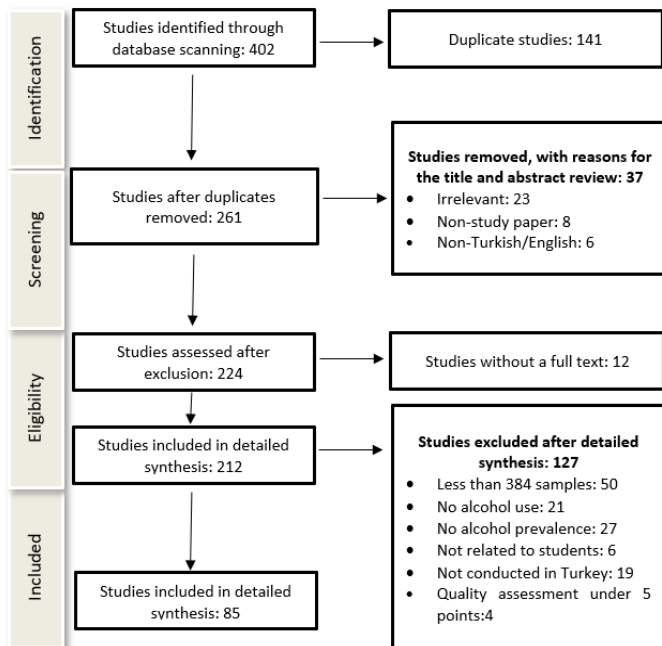 Identification
Studies identified through
database scanning: 402
Duplicate studies: 141
Screening
Studies after duplicates
removed: 261
Studies removed, with reasons for
the title and abstract review: 37
• Irrelevant: 23
• Non-study paper: 8
• Non-Turkish/English: 6
Eligibility
Studies assessed after
exclusion: 224
Studies without a full text: 12
Studies included in detailed
synthesis: 212
Studies excluded after detailed
synthesis: 127
• Less than 384 samples: 50
• No alcohol use: 21
• No alcohol prevalence: 27
• Not related to students: 6
• Not conducted in Turkey: 19
• Quality assessment under 5
points:4
Included
Studies included in detailed
synthesis: 85